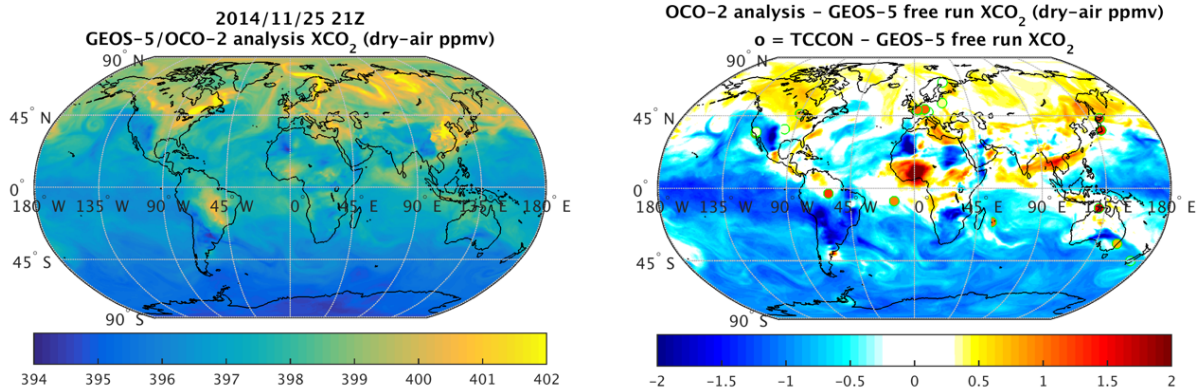 2014/11/25 21Z
GEOS-5/OCO-2 analysis XCO₂ (dry-air ppmv)
90° N
45° N
0°
180° W 135° W 90° W 45° W 0° 45° E 90° E 135° E 180° E
45° S
90° S
394 395 396 397 398 399 400 401 402
OCO-2 analysis – GEOS-5 free run XCO₂ (dry-air ppmv)
o = TCCON – GEOS-5 free run XCO₂
90° N
45° N
0°
180° W 135° W 90° W 45° W 0° 45° E 90° E 135° E 180° E
45° S
90° S
−2 −1.5 −1 −0.5 0 0.5 1 1.5 2